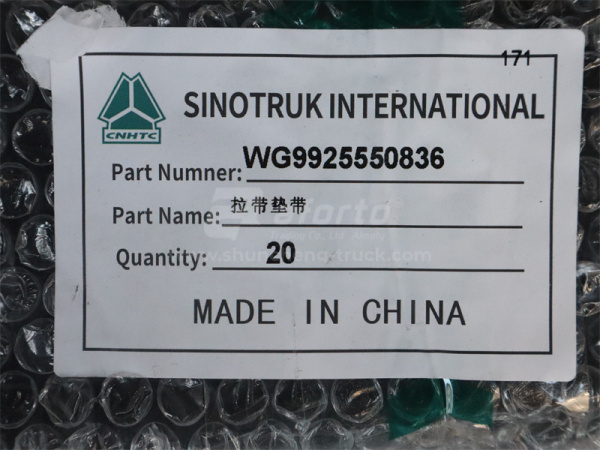 171
SINOTRUK INTERNATIONAL
CNHTC
Part Numner: WG9925550836
Part Name: 拉带垫带
Quantity: 20
MADE IN CHINA